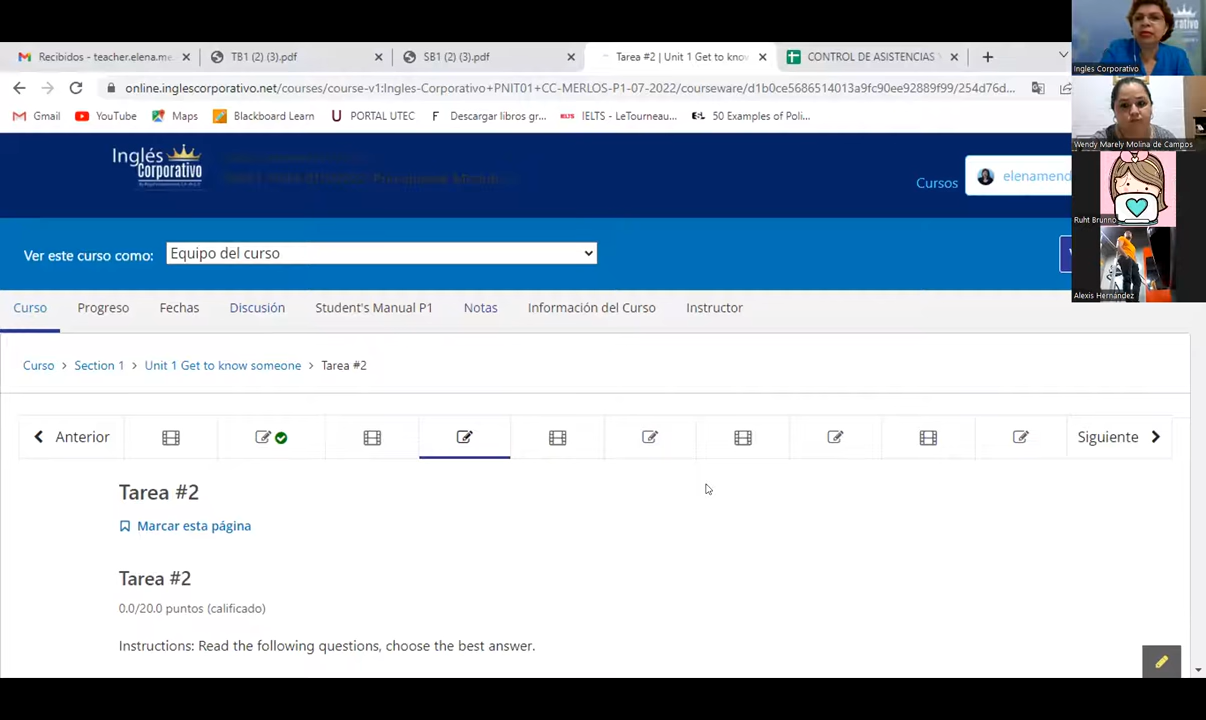 Recibidos - teacher.elena.me
TB1 (2) (3).pdf
SB1 (2) (3).pdf
Tarea #2 | Unit 1 Get to know
CONTROL DE ASISTENCIAS Y
online.inglescorporativo.net/courses/course-v1:Ingles-Corporativo+PNIT01+CC-MERLOS-P1-07-2022/courseware/d1b0ce5686514013a9fc90ee92889f99/254d76d...
Gmail
YouTube
Maps
Blackboard Learn
PORTAL UTEC
Descargar libros gr...
IELTS - LeTourneau...
50 Examples of Poli...
Ingles Corporativo
Wendy Marely Molina de Campos
Ruht Brunno
Alexis Hernández
Inglés
Corporativo
Cursos
elenamend
Ver este curso como:
Equipo del curso
Curso
Progreso
Fechas
Discusión
Student's Manual P1
Notas
Información del Curso
Instructor
Curso > Section 1 > Unit 1 Get to know someone > Tarea #2
Anterior
Siguiente
Tarea #2
Marcar esta página
Tarea #2
0.0/20.0 puntos (calificado)
Instructions: Read the following questions, choose the best answer.